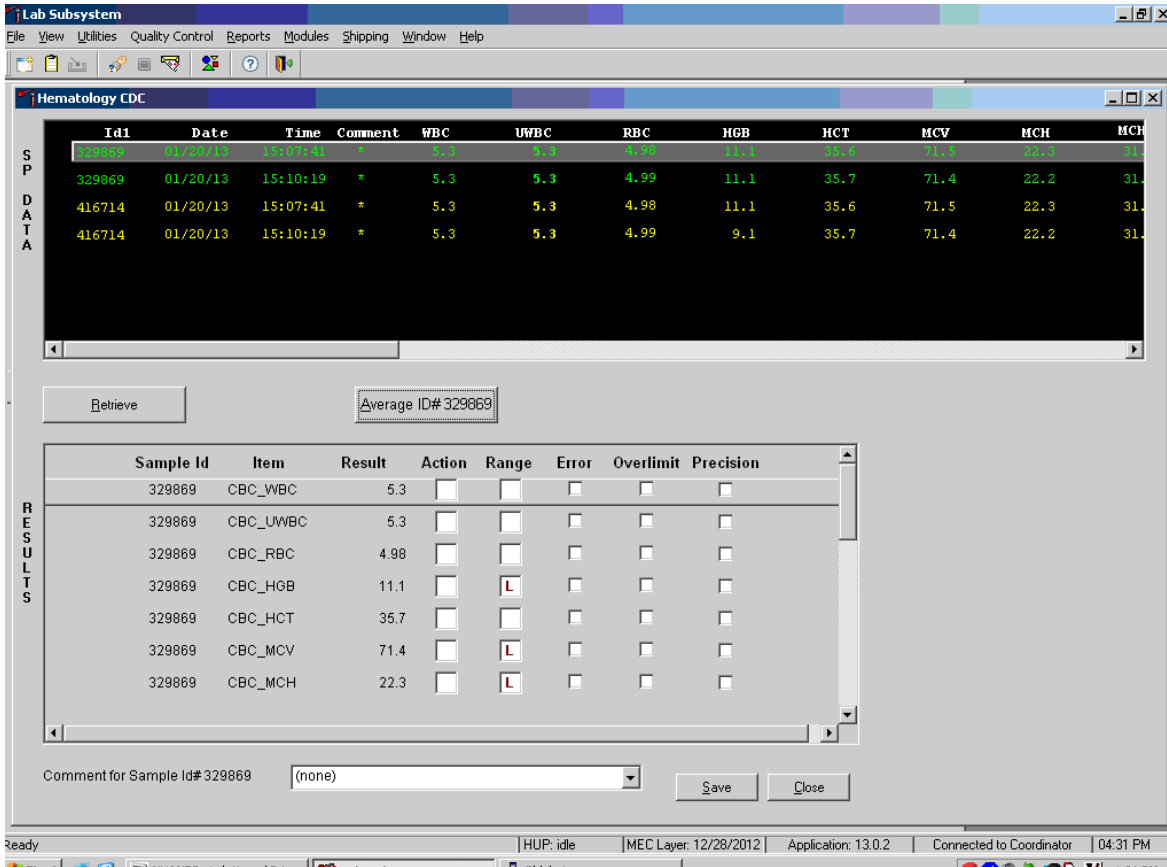 Lab Subsystem
File View Utilities Quality Control Reports Modules Shipping Window Help
Hematology CDC
Id1 Date Time Comment WBC UWBC RBC HGB HCT MCV MCH MCH
329869 01/20/13 15:07:41 * 5.3 5.3 4.98 11.1 35.6 71.5 22.3 31.
329869 01/20/13 15:10:19 * 5.3 5.3 4.99 11.1 35.7 71.4 22.2 31.
416714 01/20/13 15:07:41 * 5.3 5.3 4.98 11.1 35.6 71.5 22.3 31.
416714 01/20/13 15:10:19 * 5.3 5.3 4.99 9.1 35.7 71.4 22.2 31.
SP DATA
Retrieve Average ID# 329869
Sample Id Item Result Action Range Error Overlimit Precision
329869 CBC_WBC 5.3
329869 CBC_UWBC 5.3
329869 CBC_RBC 4.98
329869 CBC_HGB 11.1 L
329869 CBC_HCT 35.7
329869 CBC_MCV 71.4 L
329869 CBC_MCH 22.3 L
RESULTS
Comment for Sample Id# 329869 (none) Save Close
Ready HUP: idle MEC Layer: 12/28/2012 Application: 13.0.2 Connected to Coordinator 04:31 PM